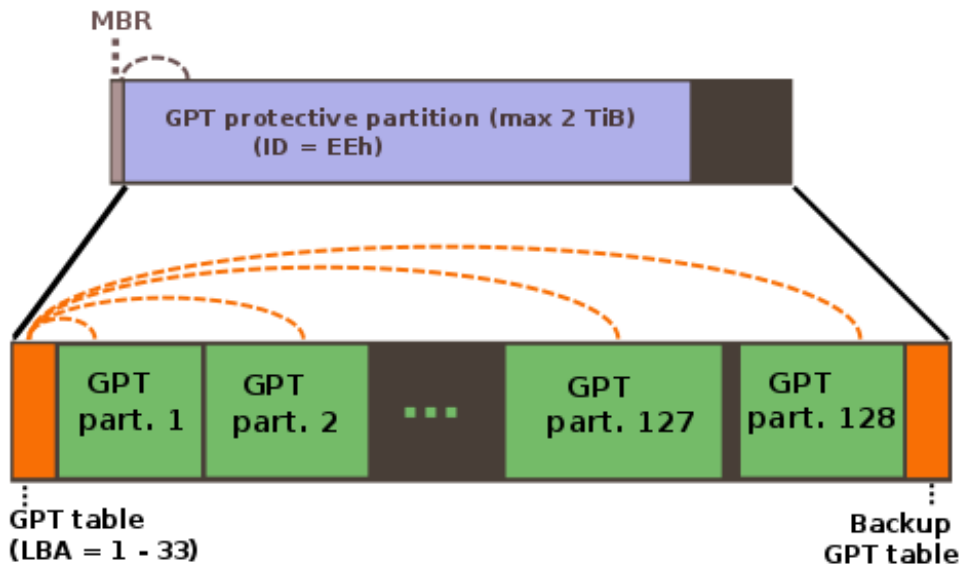 MBR
GPT protective partition (max 2 TiB)
(ID = EEh)
GPT
part. 1
GPT
part. 2
...
GPT
part. 127
GPT
part. 128
GPT table
(LBA = 1 - 33)
Backup
GPT table